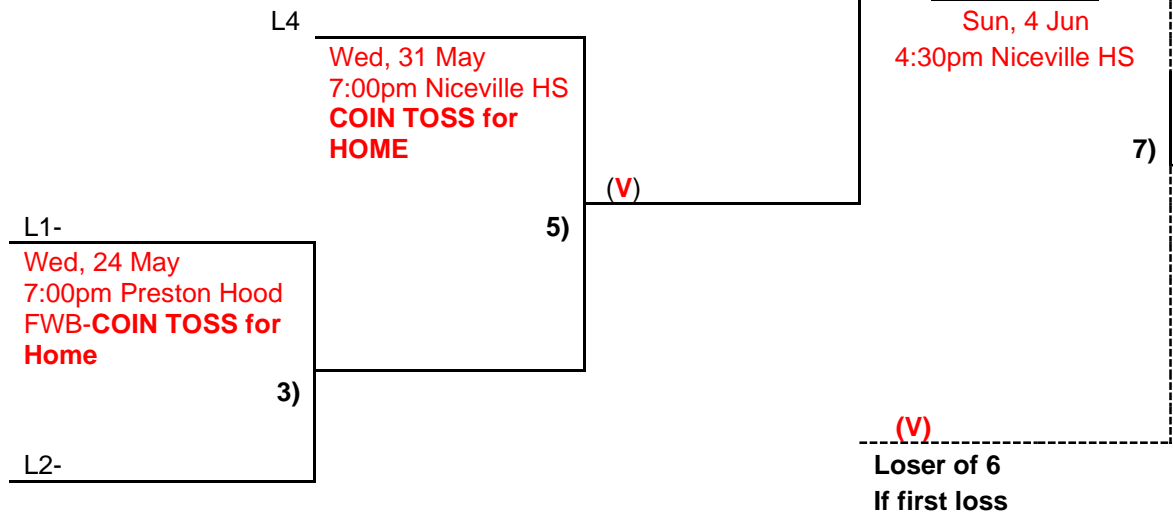 L4
Sun, 4 Jun
4:30pm Niceville HS
Wed, 31 May
7:00pm Niceville HS
COIN TOSS for
HOME
7)
(V)
L1-
5)
Wed, 24 May
7:00pm Preston Hood
FWB-COIN TOSS for
Home
3)
(V)
L2-
Loser of 6
If first loss